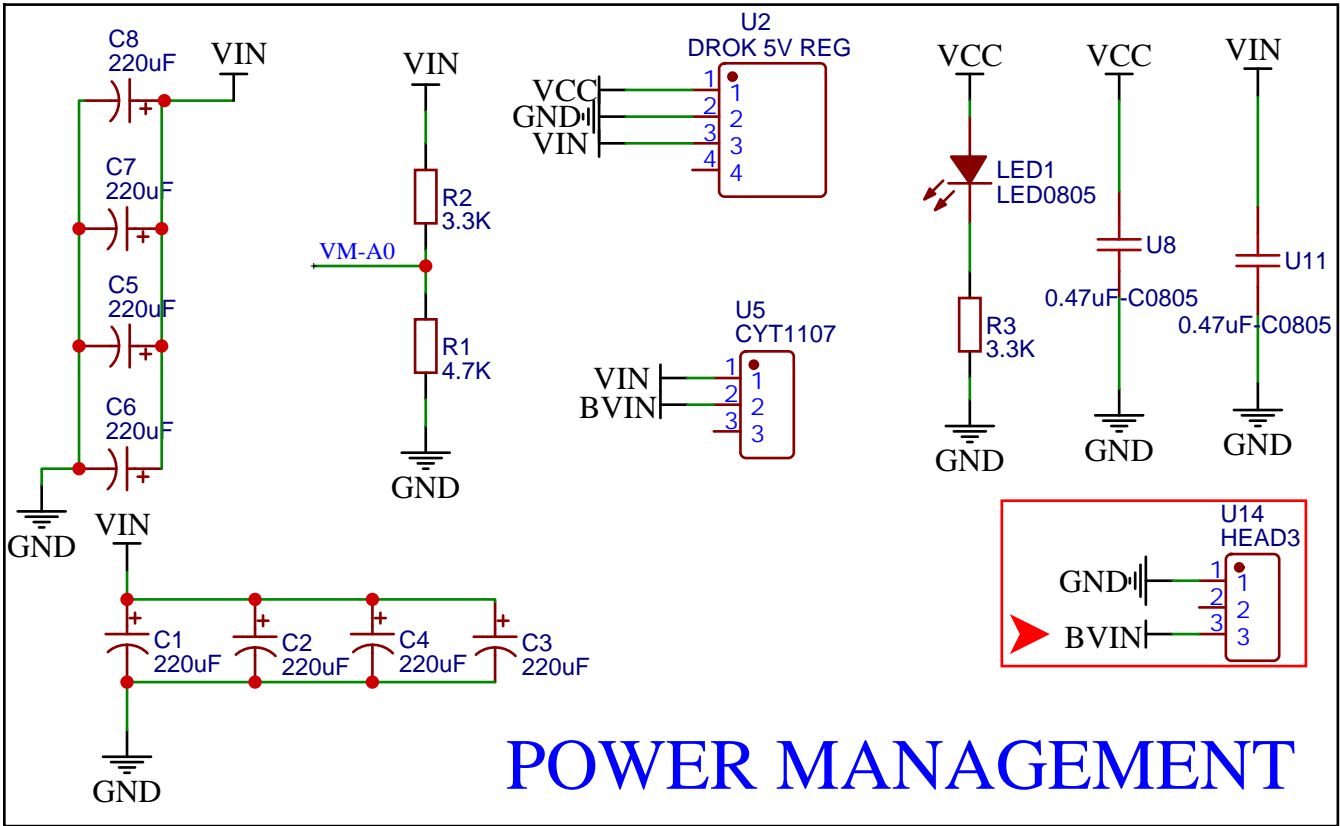 C8
220uF
VIN
C7
220uF
C5
220uF
C6
220uF
GND
VIN
R2
3.3K
VM-A0
R1
4.7K
GND
U2
DROK 5V REG
VCC
1
1
GND
2
2
VIN
3
3
4
4
U5
CYT1107
VIN
1
1
BVIN
2
2
3
3
VCC
LED1
LED0805
R3
3.3K
GND
VCC
U8
0.47uF-C0805
GND
VIN
U11
0.47uF-C0805
GND
U14
HEAD3
GND
1
1
2
2
BVIN
3
3
VIN
C1
220uF
C2
220uF
C4
220uF
C3
220uF
GND
POWER MANAGEMENT